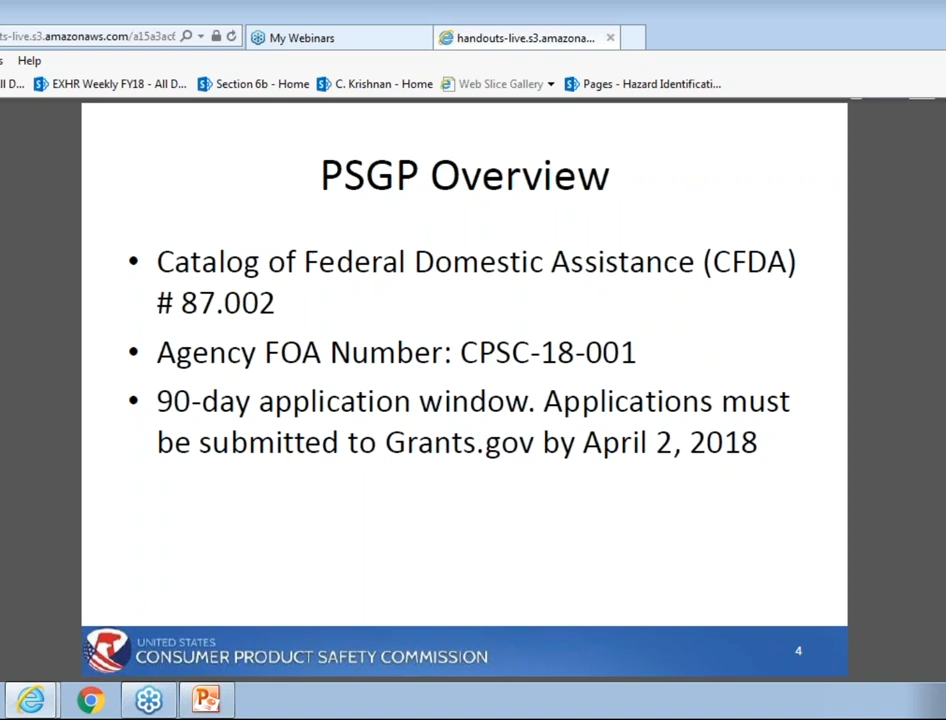 ts-live.s3.amazonaws.com/a15a3acf
My Webinars
handouts-live.s3.amazona...
s Help
ll D... EXHR Weekly FY18 - All D... Section 6b - Home C. Krishnan - Home Web Slice Gallery Pages - Hazard Identificati...
PSGP Overview
• Catalog of Federal Domestic Assistance (CFDA)
# 87.002
• Agency FOA Number: CPSC-18-001
• 90-day application window. Applications must
be submitted to Grants.gov by April 2, 2018
UNITED STATES
CONSUMER PRODUCT SAFETY COMMISSION
4